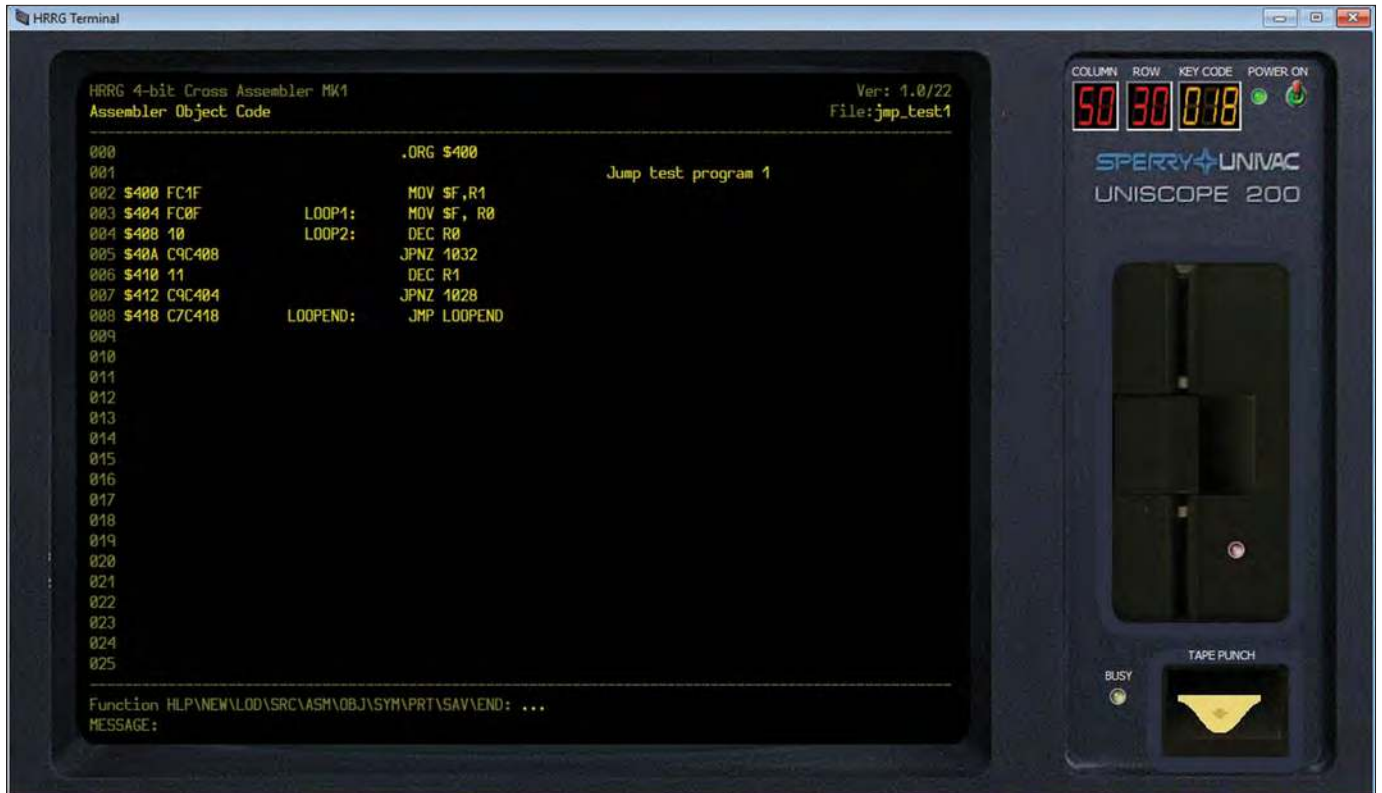 HRRG Terminal
HRRG 4-bit Cross Assembler MK1 Ver: 1.0/22
Assembler Object Code File:jmp_test1
000 .ORG $400
001 Jump test program 1
002 $400 FC1F MOV $F,R1
003 $404 FC0F LOOP1: MOV $F, R0
004 $408 10 LOOP2: DEC R0
005 $40A C9C408 JPNZ 1032
006 $410 11 DEC R1
007 $412 C9C404 JPNZ 1028
008 $418 C7C418 LOOPEND: JMP LOOPEND
009
010
011
012
013
014
015
016
017
018
019
020
021
022
023
024
025
Function HLP\NEW\LOD\SRC\ASM\OBJ\SYM\PRT\SAV\END: ...
MESSAGE:
COLUMN ROW KEY CODE POWER ON
50 30 018
SPERRY UNIVAC
UNISCOPE 200
TAPE PUNCH
BUSY